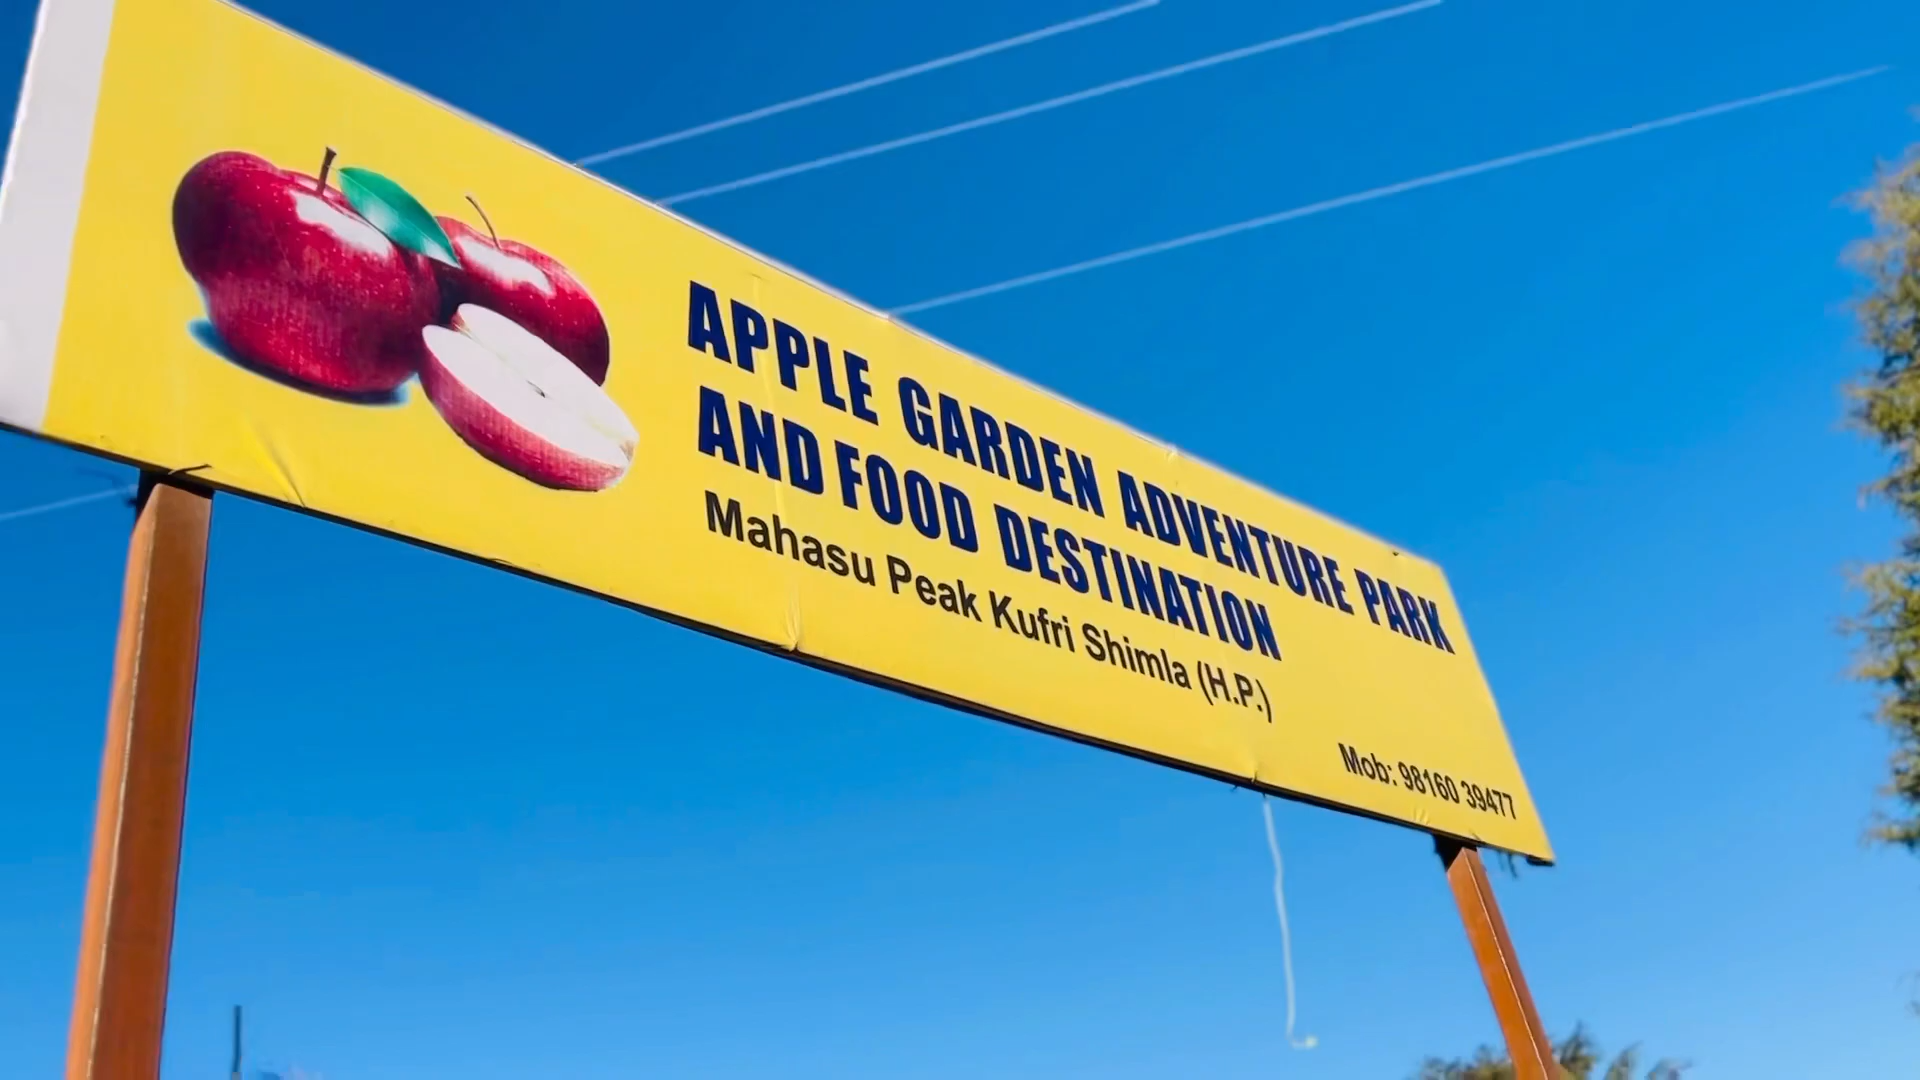 APPLE GARDEN ADVENTURE PARK
AND FOOD DESTINATION
Mahasu Peak Kufri Shimla (H.P.)
Mob: 98160 39477